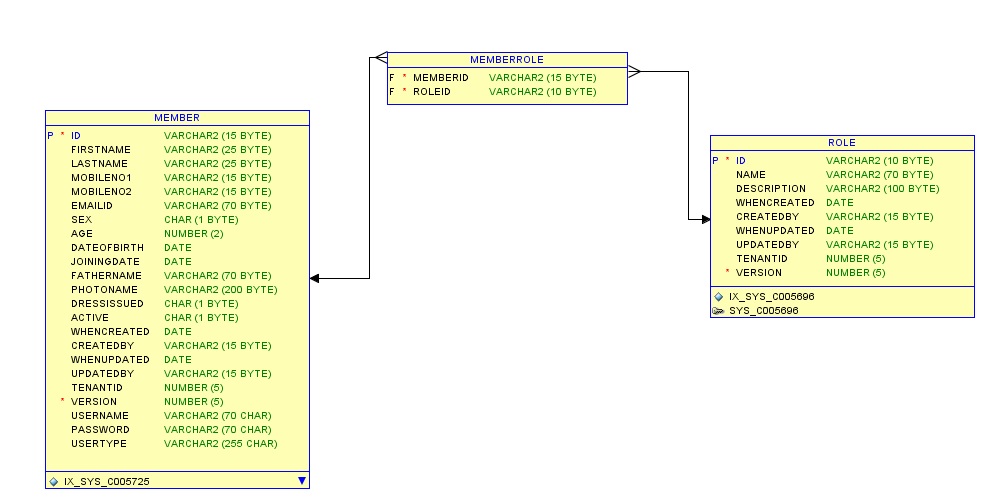 MEMBERROLE
F * MEMBERID VARCHAR2 (15 BYTE)
F * ROLEID VARCHAR2 (10 BYTE)
MEMBER
P * ID VARCHAR2 (15 BYTE)
FIRSTNAME VARCHAR2 (25 BYTE)
LASTNAME VARCHAR2 (25 BYTE)
MOBILENO1 VARCHAR2 (15 BYTE)
MOBILENO2 VARCHAR2 (15 BYTE)
EMAILID VARCHAR2 (70 BYTE)
SEX CHAR (1 BYTE)
AGE NUMBER (2)
DATEOFBIRTH DATE
JOININGDATE DATE
FATHERNAME VARCHAR2 (70 BYTE)
PHOTONAME VARCHAR2 (200 BYTE)
DRESSISSUED CHAR (1 BYTE)
ACTIVE CHAR (1 BYTE)
WHENCREATED DATE
CREATEDBY VARCHAR2 (15 BYTE)
WHENUPDATED DATE
UPDATEDBY VARCHAR2 (15 BYTE)
TENANTID NUMBER (5)
* VERSION NUMBER (5)
USERNAME VARCHAR2 (70 CHAR)
PASSWORD VARCHAR2 (70 CHAR)
USERTYPE VARCHAR2 (255 CHAR)
IX_SYS_C005725
ROLE
P * ID VARCHAR2 (10 BYTE)
NAME VARCHAR2 (70 BYTE)
DESCRIPTION VARCHAR2 (100 BYTE)
WHENCREATED DATE
CREATEDBY VARCHAR2 (15 BYTE)
WHENUPDATED DATE
UPDATEDBY VARCHAR2 (15 BYTE)
TENANTID NUMBER (5)
* VERSION NUMBER (5)
IX_SYS_C005696
SYS_C005696